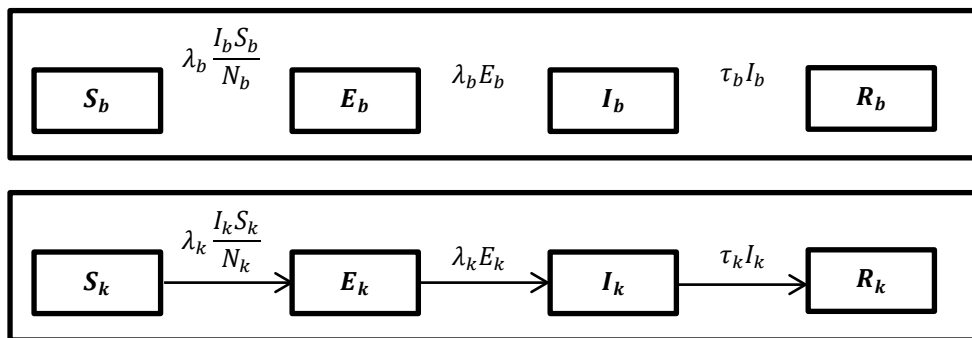 λ_b I_b S_b / N_b
λ_b E_b
τ_b I_b
S_b
E_b
I_b
R_b
λ_k I_k S_k / N_k
λ_k E_k
τ_k I_k
S_k
E_k
I_k
R_k